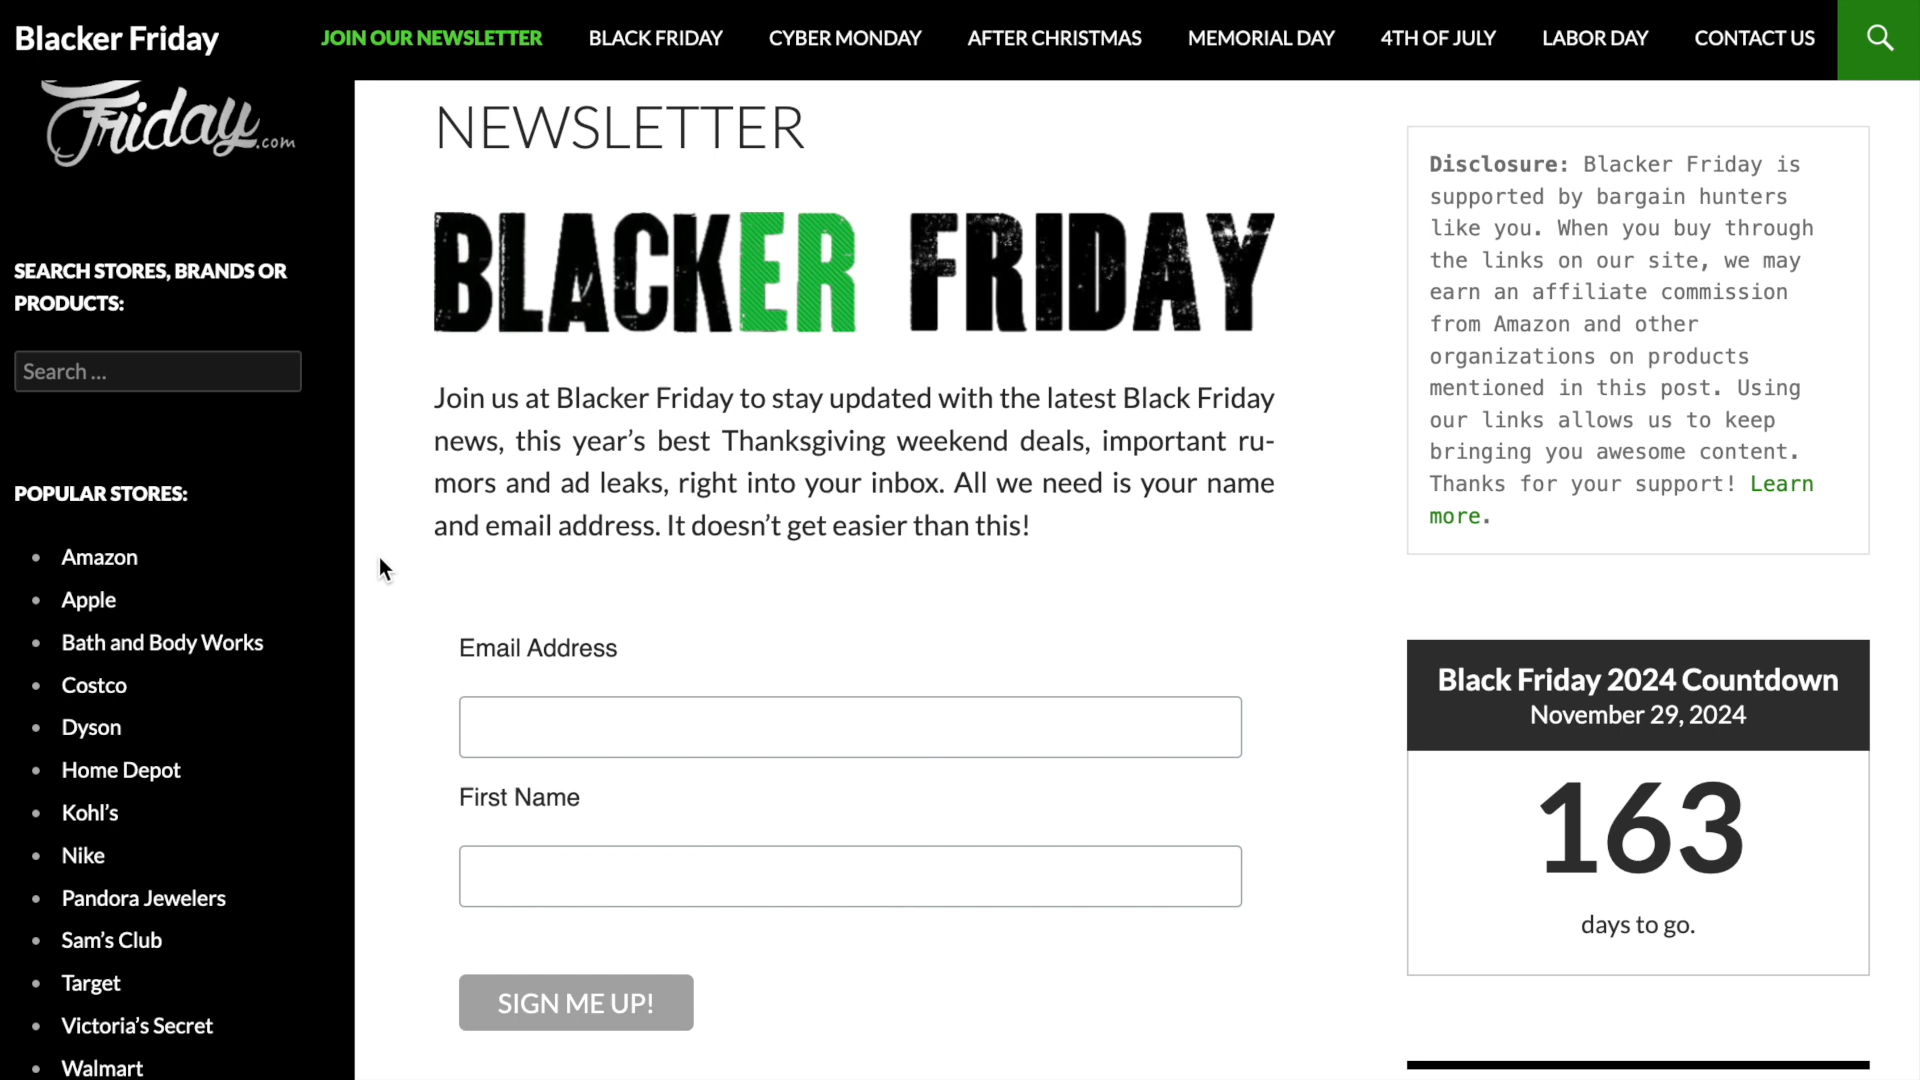 Blacker Friday
JOIN OUR NEWSLETTER
BLACK FRIDAY
CYBER MONDAY
AFTER CHRISTMAS
MEMORIAL DAY
4TH OF JULY
LABOR DAY
CONTACT US
Friday.com
SEARCH STORES, BRANDS OR
PRODUCTS:
Search ...
POPULAR STORES:
Amazon
Apple
Bath and Body Works
Costco
Dyson
Home Depot
Kohl's
Nike
Pandora Jewelers
Sam's Club
Target
Victoria's Secret
Walmart
NEWSLETTER
BLACKER FRIDAY
Join us at Blacker Friday to stay updated with the latest Black Friday
news, this year's best Thanksgiving weekend deals, important ru-
mors and ad leaks, right into your inbox. All we need is your name
and email address. It doesn't get easier than this!
Email Address
First Name
SIGN ME UP!
Disclosure: Blacker Friday is
supported by bargain hunters
like you. When you buy through
the links on our site, we may
earn an affiliate commission
from Amazon and other
organizations on products
mentioned in this post. Using
our links allows us to keep
bringing you awesome content.
Thanks for your support! Learn
more.
Black Friday 2024 Countdown
November 29, 2024
163
days to go.